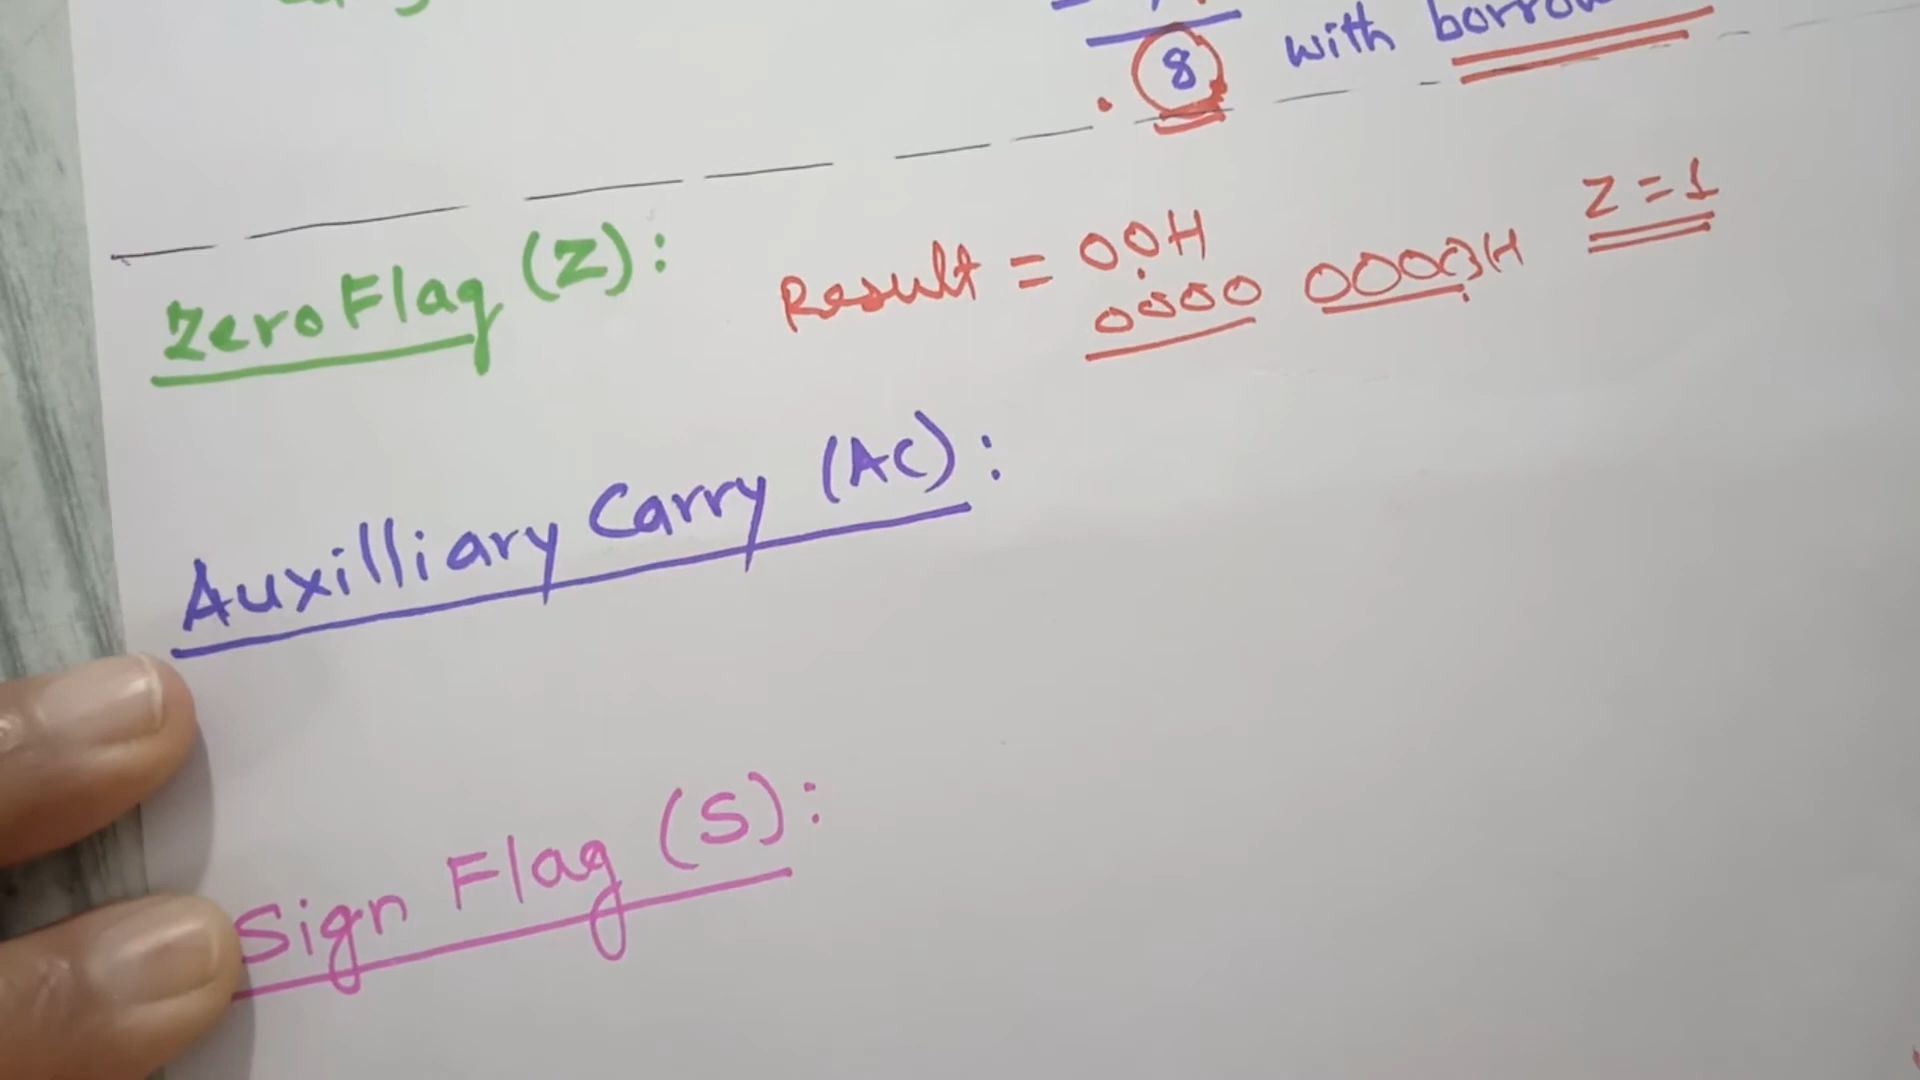 8 with borrow
Zero Flag (Z): Result = 00H Z = 1
0000 0000H
Auxilliary Carry (AC):
Sign Flag (S):